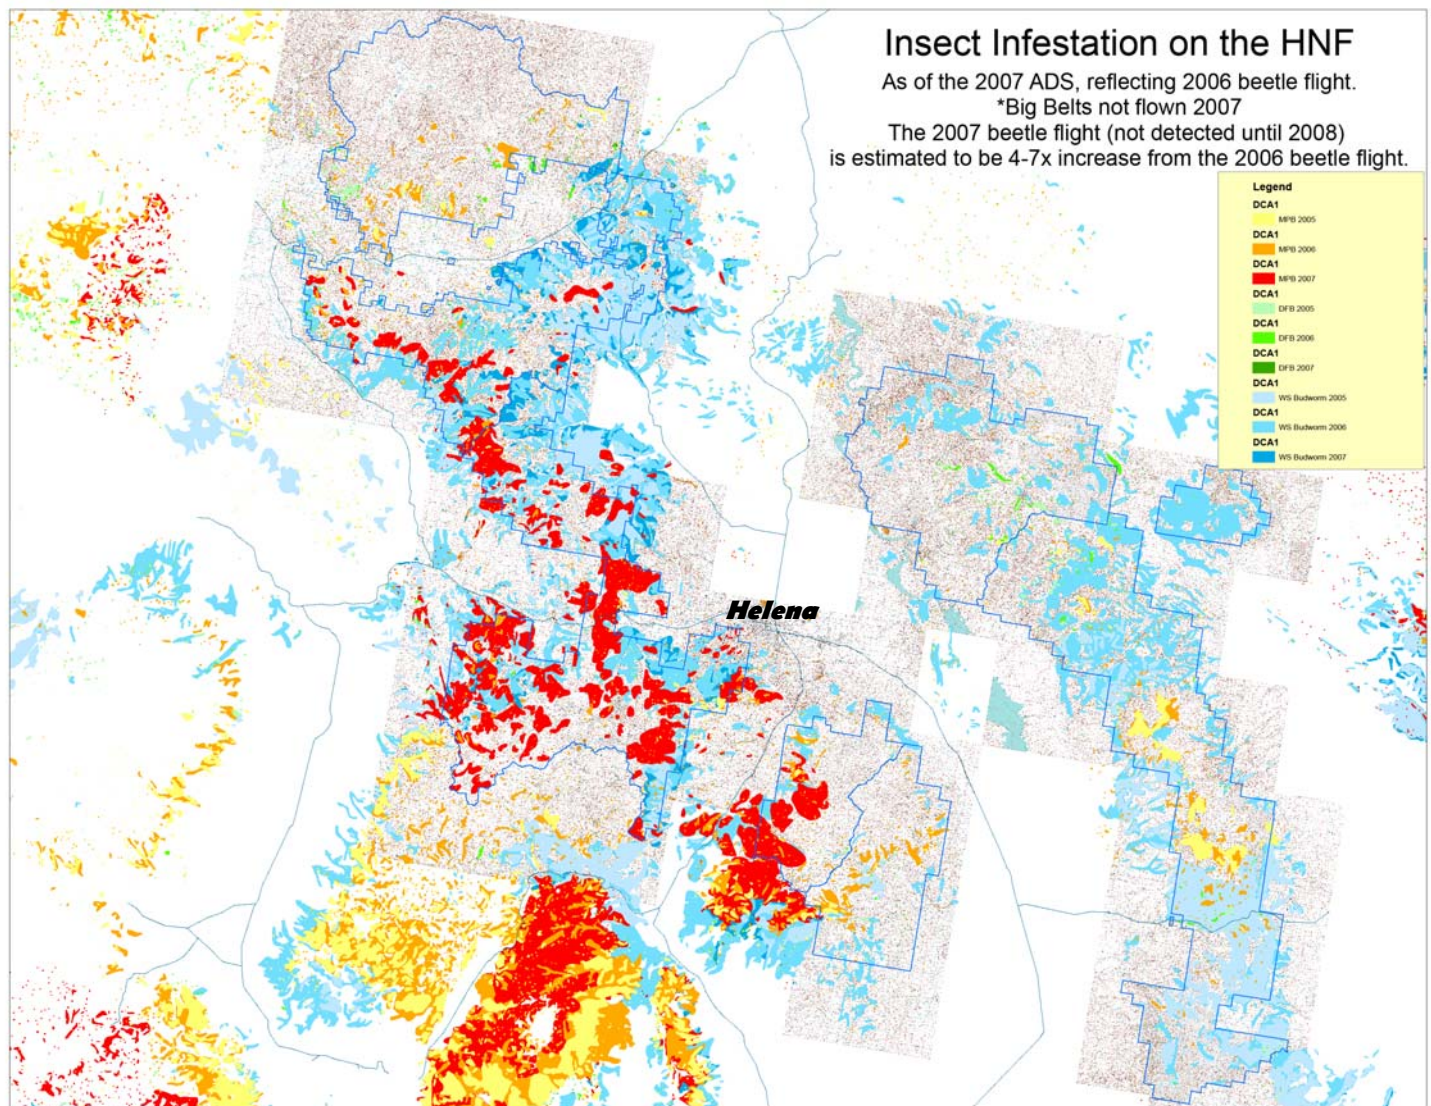 Insect Infestation on the HNF
As of the 2007 ADS, reflecting 2006 beetle flight.
*Big Belts not flown 2007
The 2007 beetle flight (not detected until 2008)
is estimated to be 4-7x increase from the 2006 beetle flight.
Legend
DCA1
MPB 2005
DCA1
MPB 2006
DCA1
MPB 2007
DCA1
DFB 2005
DCA1
DFB 2006
DCA1
DFB 2007
DCA1
WS Budworm 2005
DCA1
WS Budworm 2006
DCA1
WS Budworm 2007
Helena